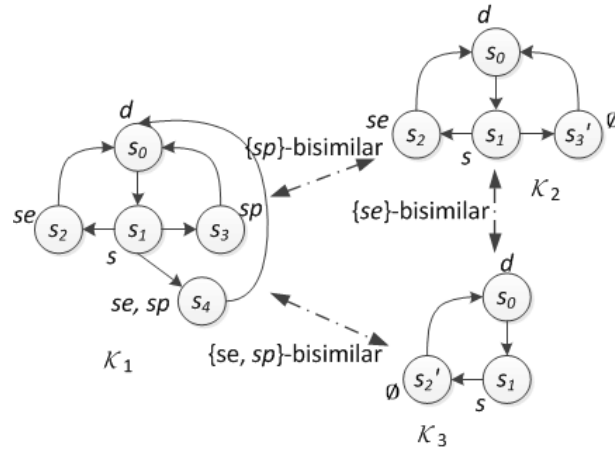 d
s0
se
s2
s1
s3'
∅
s
K2
{sp}-bisimilar
d
s0
se
s2
s1
s3
sp
s
se, sp
s4
K1
{se}-bisimilar
{se, sp}-bisimilar
d
s0
s2'
s1
∅
s
K3